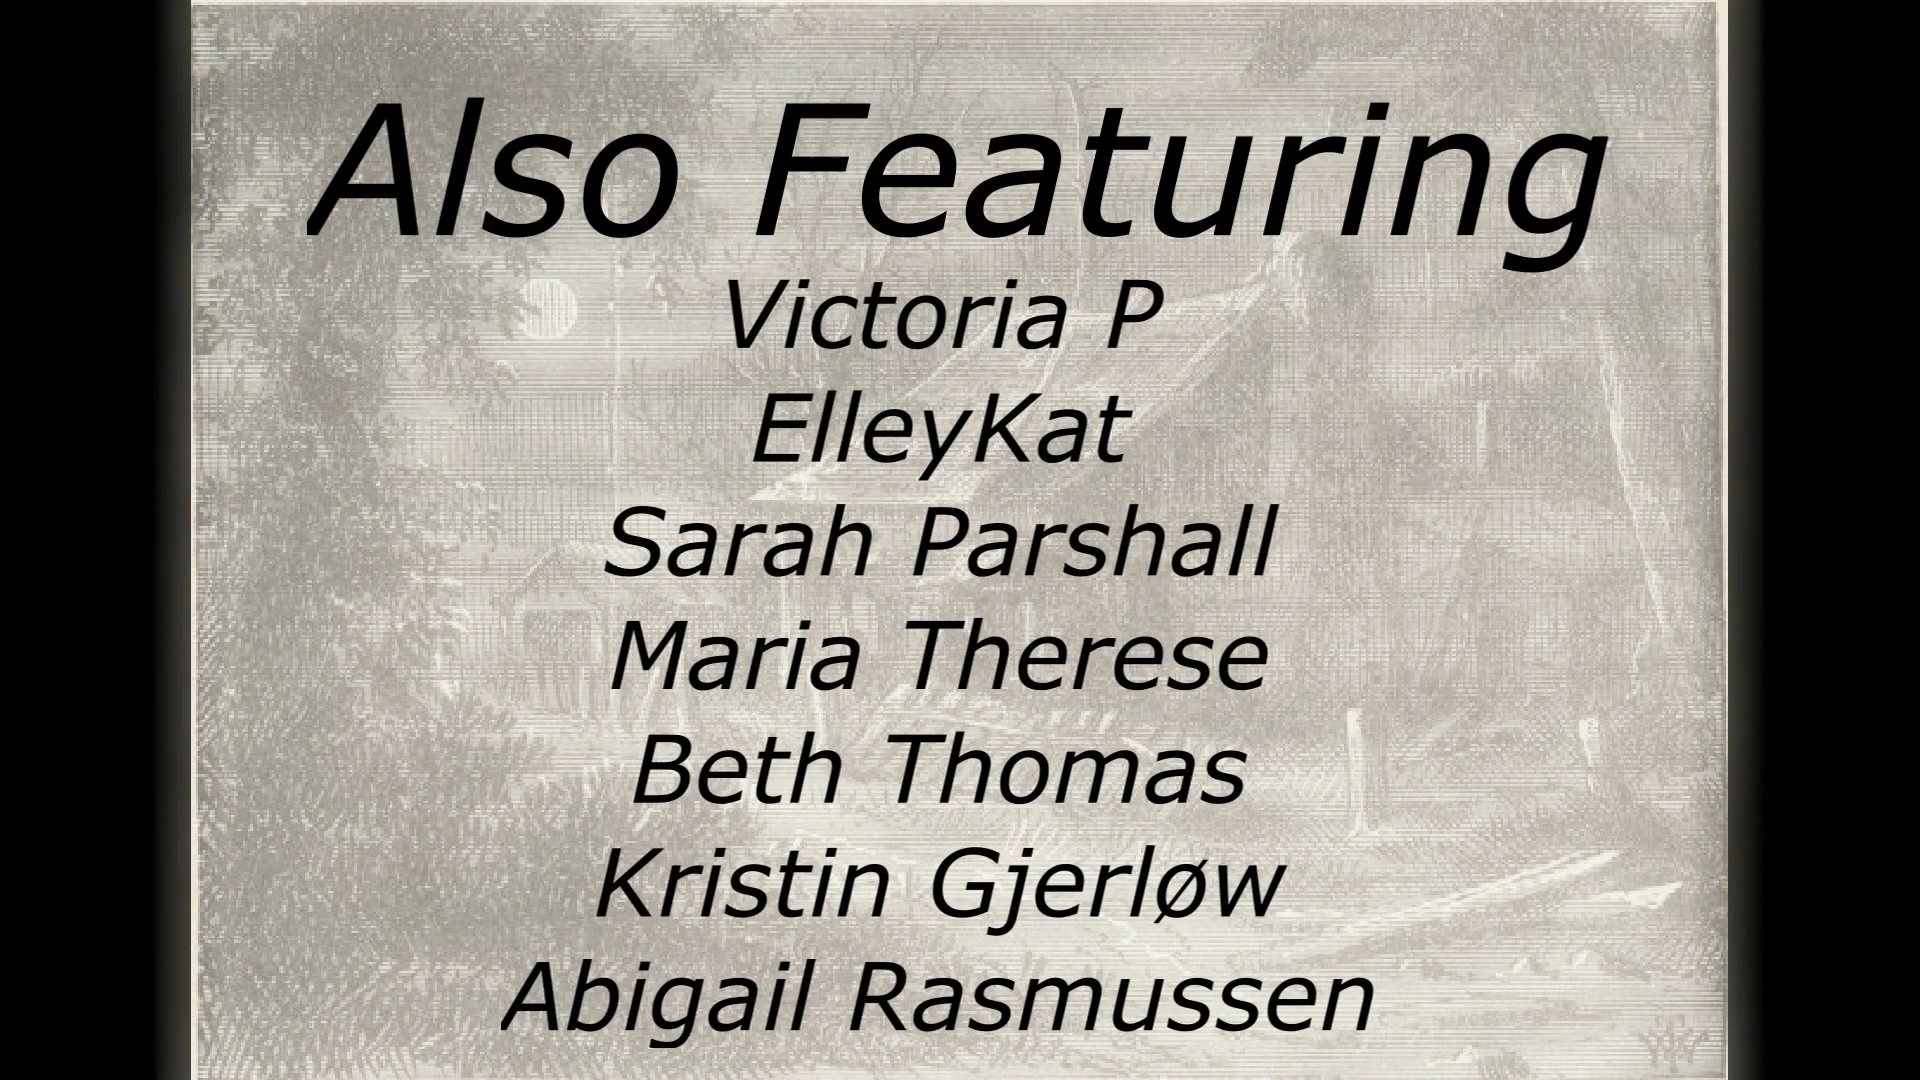 Also Featuring
Victoria P
ElleyKat
Sarah Parshall
Maria Therese
Beth Thomas
Kristin Gjerløw
Abigail Rasmussen